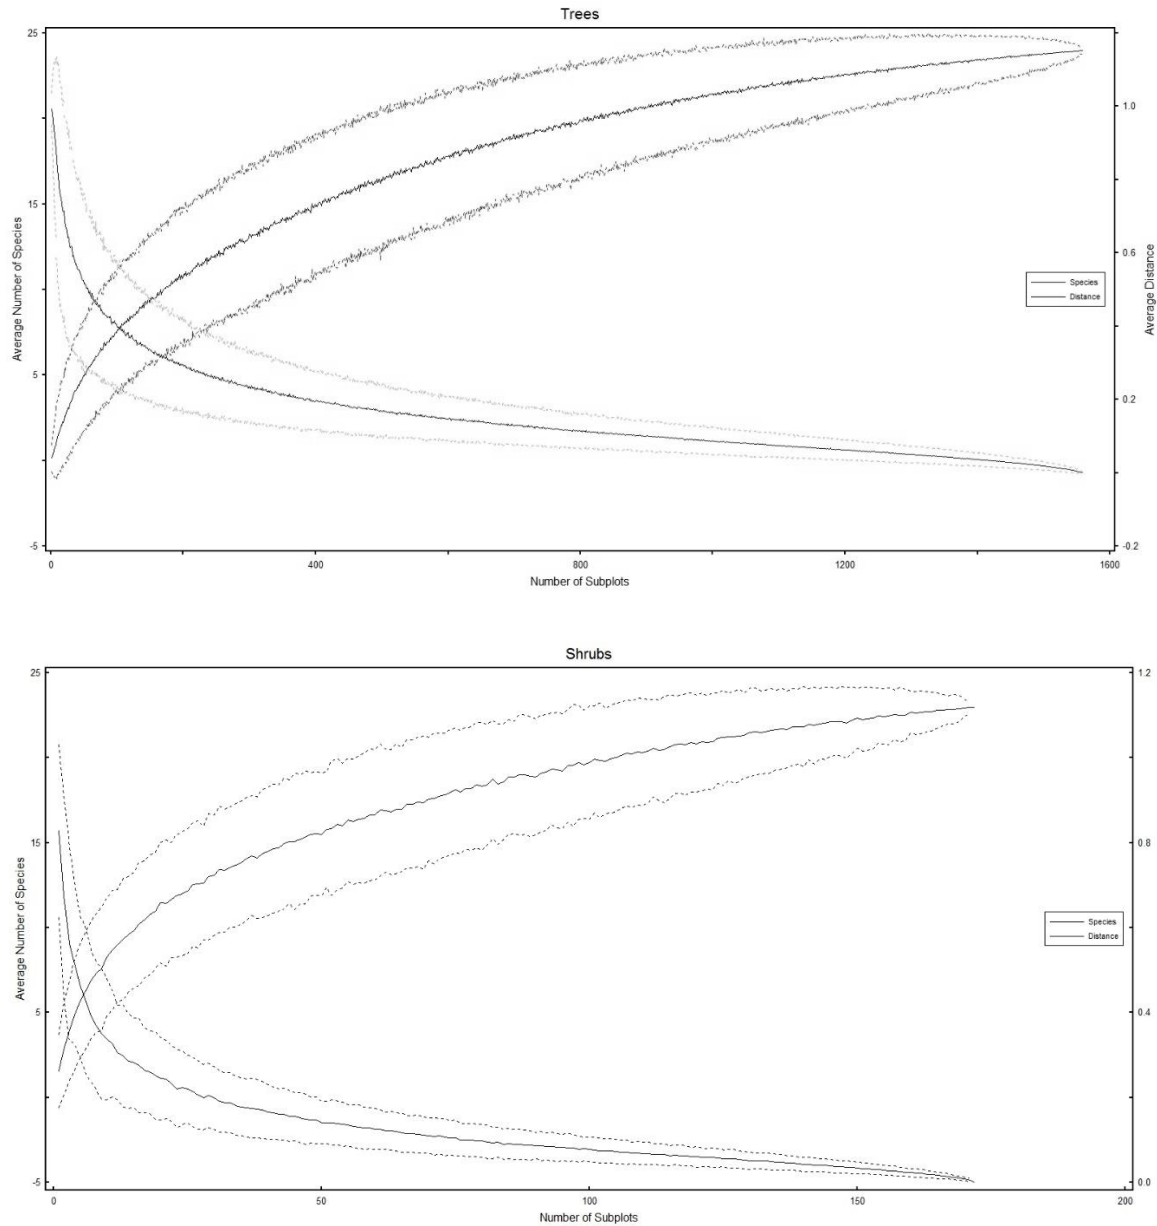 Trees
25
15
5
-5
Average Number of Species
1.0
0.6
0.2
-0.2
Average Distance
Species
Distance
0
400
800
1200
1600
Number of Subplots
Shrubs
25
15
5
-5
Average Number of Species
1.2
0.8
0.4
0.0
Species
Distance
0
50
100
150
200
Number of Subplots